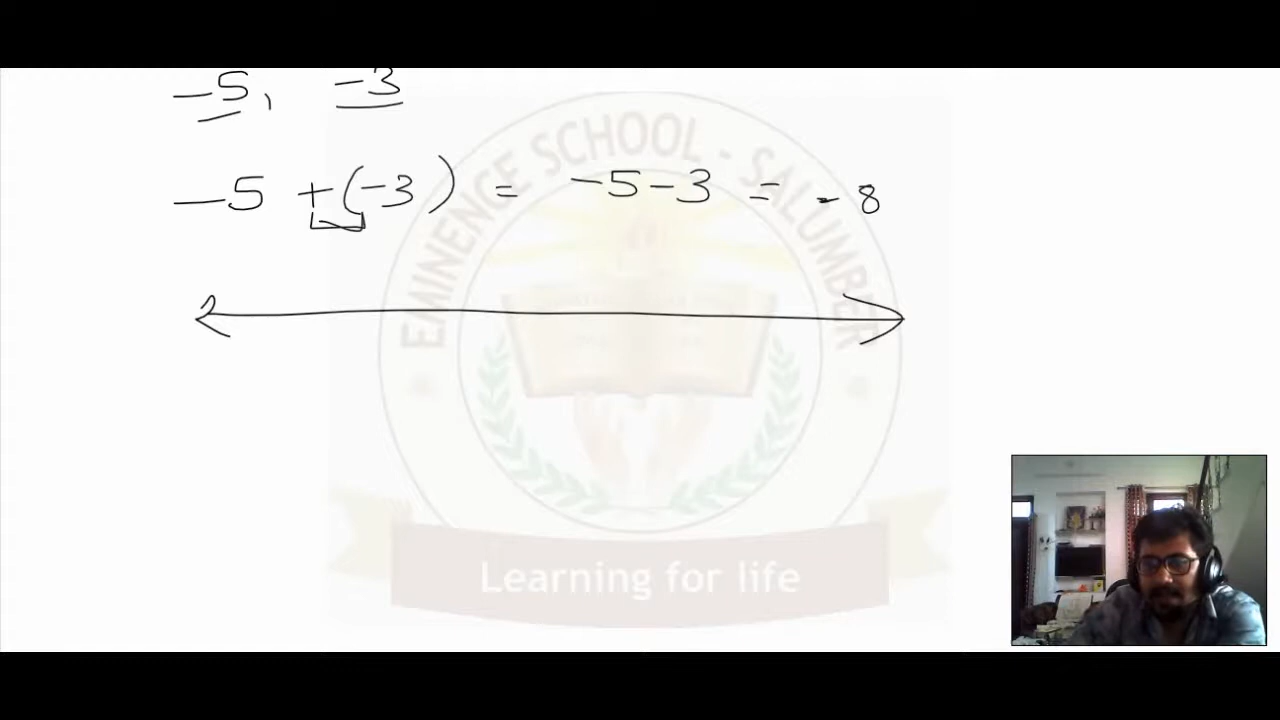 -5, -3
-5 +(-3) = -5-3 = -8
EMINENCE SCHOOL - SALUMBER
Learning for life